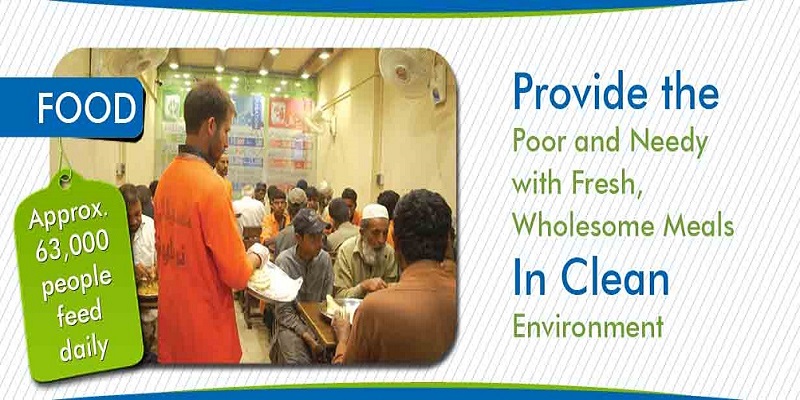 FOOD
Approx.
63,000
people
feed
daily
Provide the
Poor and Needy
with Fresh,
Wholesome Meals
In Clean
Environment